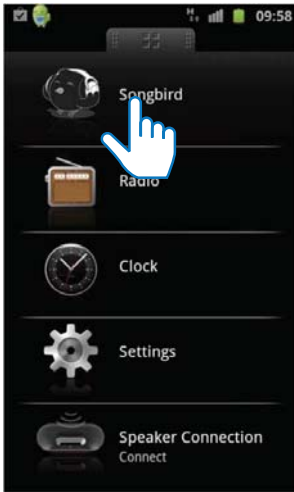 H
09:58
Songbird
Radio
Clock
Settings
Speaker Connection
Connect